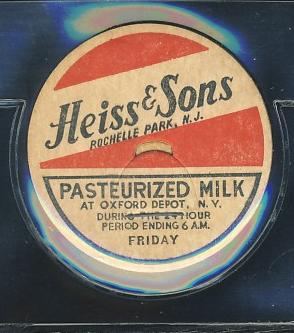 Heiss & Sons
ROCHELLE PARK, N.J.
PASTEURIZED MILK
AT OXFORD DEPOT, N.Y.
DURING THE 24 HOUR
PERIOD ENDING 6 A.M.
FRIDAY